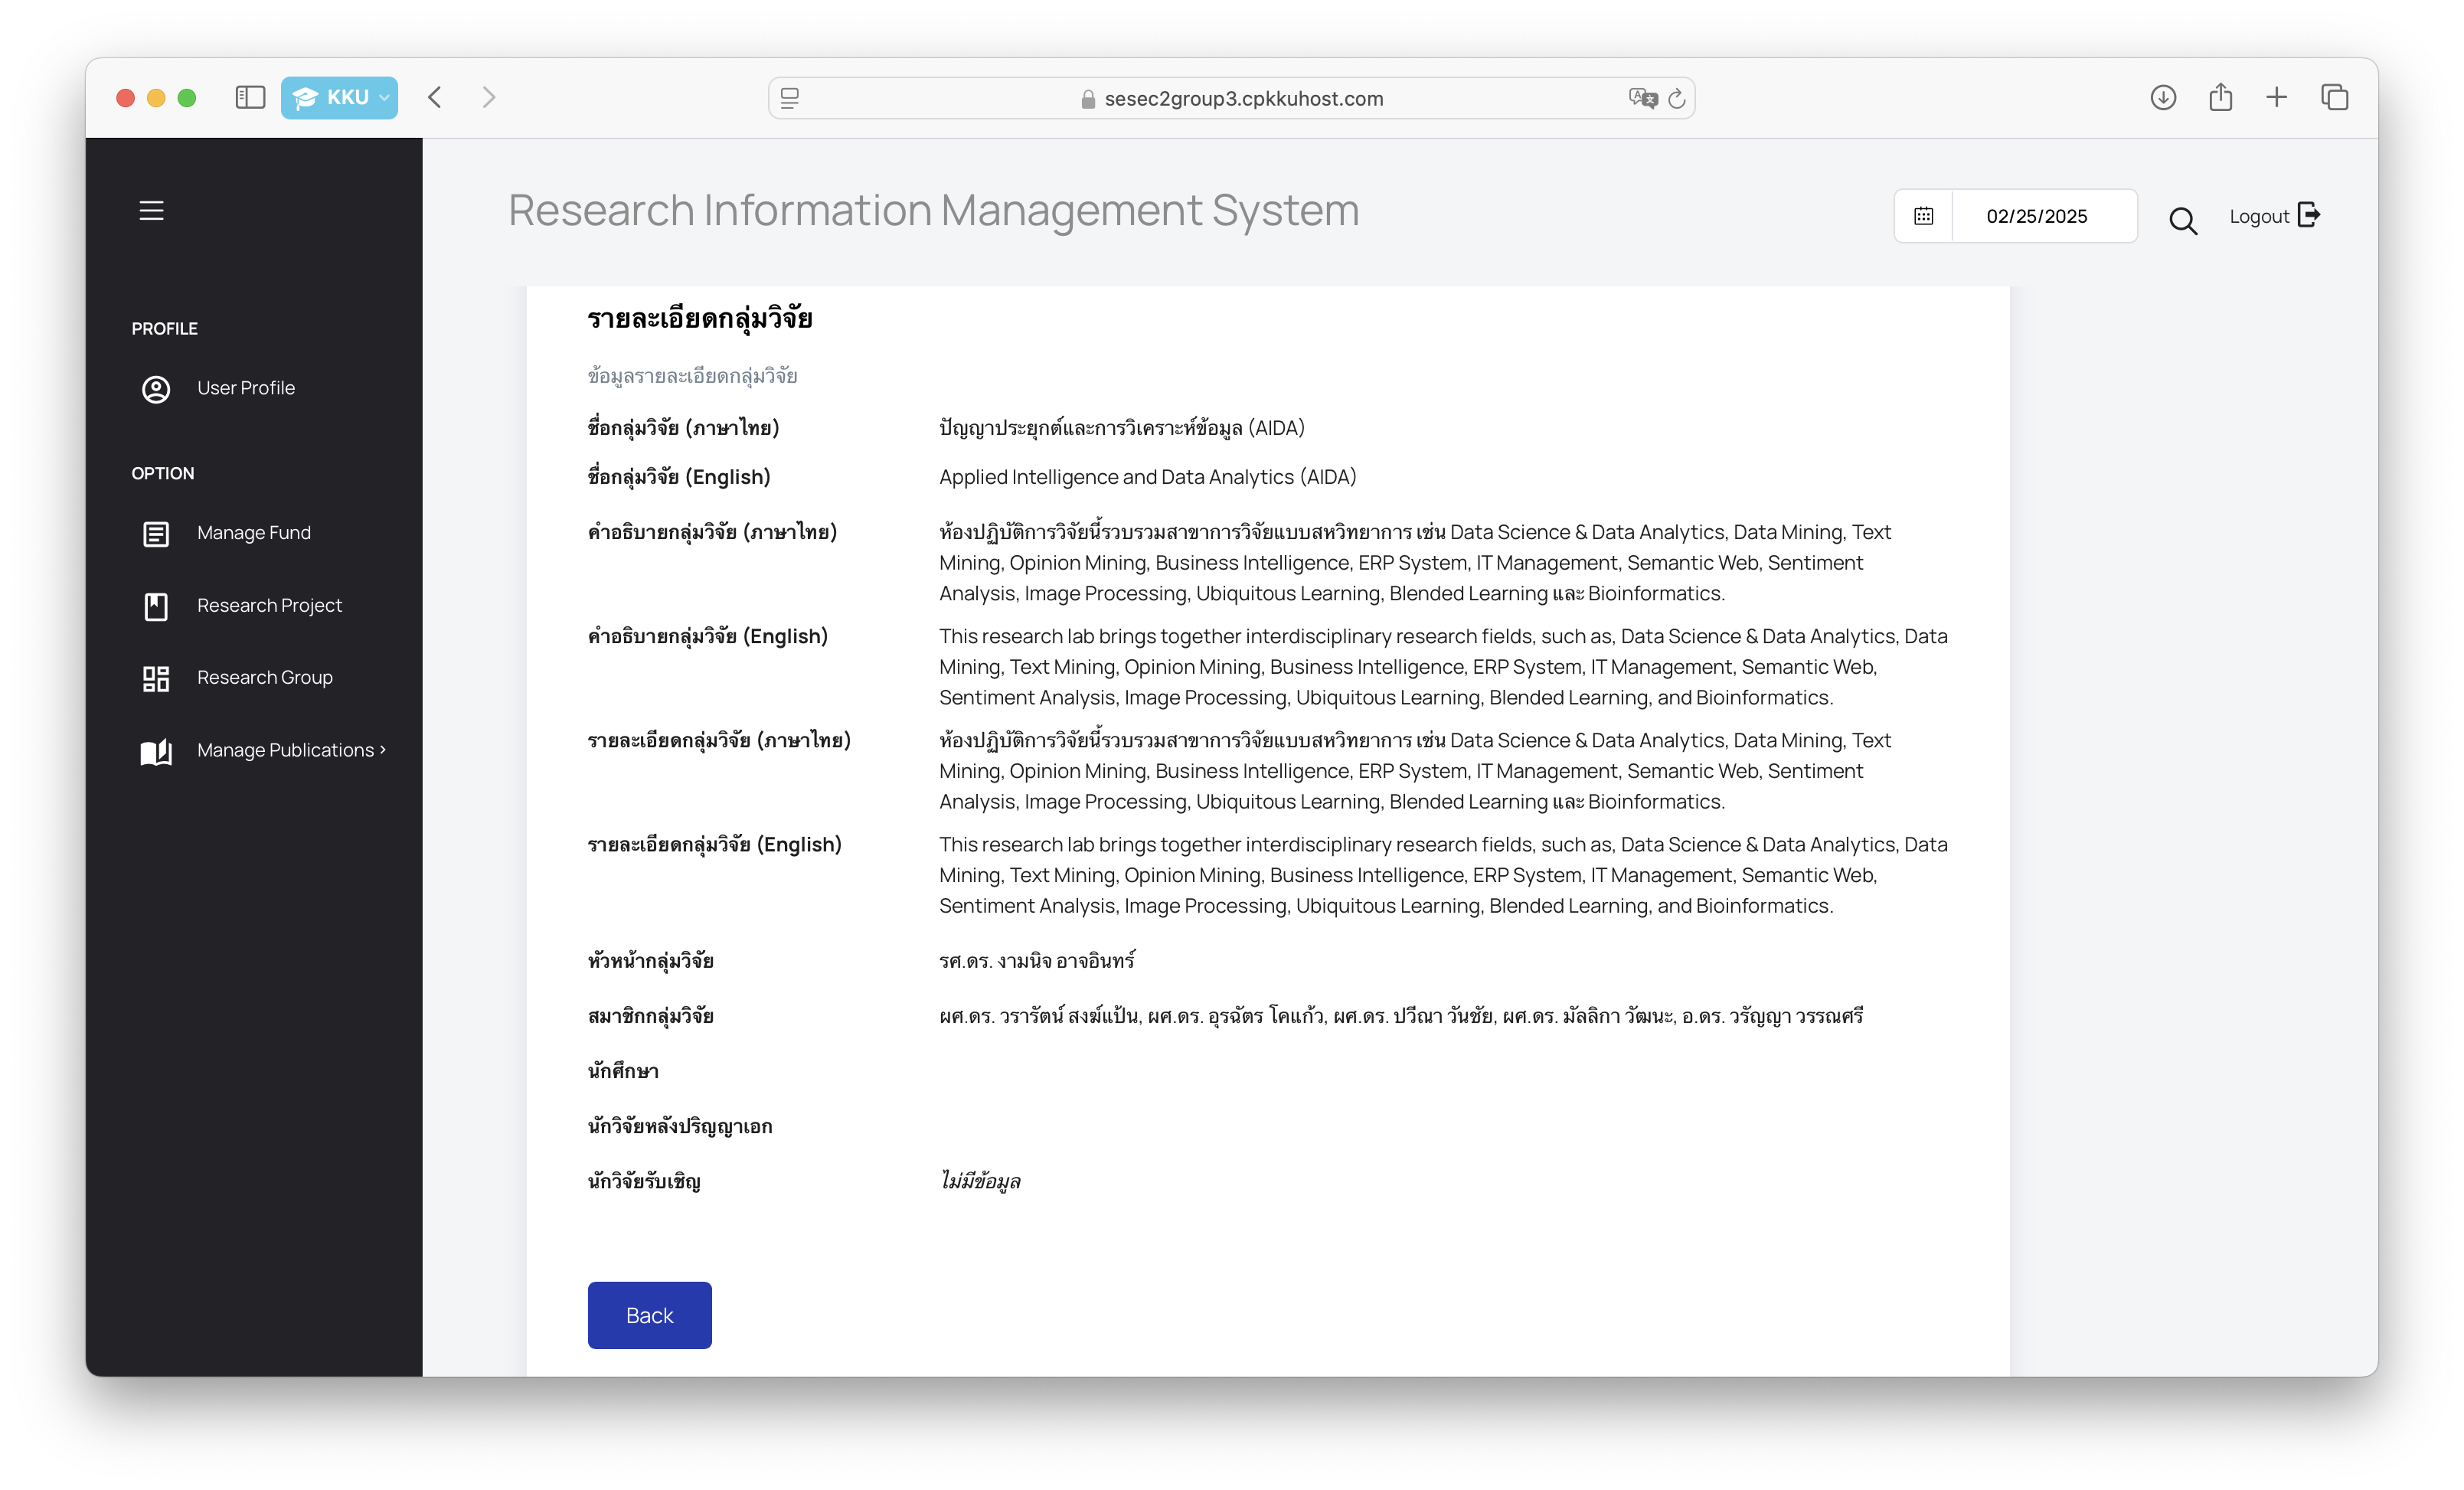 KKU
sesec2group3.cpkkuhost.com
Research Information Management System
02/25/2025
Logout
PROFILE
User Profile
OPTION
Manage Fund
Research Project
Research Group
Manage Publications ›
รายละเอียดกลุ่มวิจัย
ข้อมูลรายละเอียดกลุ่มวิจัย
ชื่อกลุ่มวิจัย (ภาษาไทย) ปัญญาประยุกต์และการวิเคราะห์ข้อมูล (AIDA)
ชื่อกลุ่มวิจัย (English) Applied Intelligence and Data Analytics (AIDA)
คำอธิบายกลุ่มวิจัย (ภาษาไทย) ห้องปฏิบัติการวิจัยนี้รวบรวมสาขาการวิจัยแบบสหวิทยาการ เช่น Data Science & Data Analytics, Data Mining, Text
Mining, Opinion Mining, Business Intelligence, ERP System, IT Management, Semantic Web, Sentiment
Analysis, Image Processing, Ubiquitous Learning, Blended Learning และ Bioinformatics.
คำอธิบายกลุ่มวิจัย (English) This research lab brings together interdisciplinary research fields, such as, Data Science & Data Analytics, Data
Mining, Text Mining, Opinion Mining, Business Intelligence, ERP System, IT Management, Semantic Web,
Sentiment Analysis, Image Processing, Ubiquitous Learning, Blended Learning, and Bioinformatics.
รายละเอียดกลุ่มวิจัย (ภาษาไทย) ห้องปฏิบัติการวิจัยนี้รวบรวมสาขาการวิจัยแบบสหวิทยาการ เช่น Data Science & Data Analytics, Data Mining, Text
Mining, Opinion Mining, Business Intelligence, ERP System, IT Management, Semantic Web, Sentiment
Analysis, Image Processing, Ubiquitous Learning, Blended Learning และ Bioinformatics.
รายละเอียดกลุ่มวิจัย (English) This research lab brings together interdisciplinary research fields, such as, Data Science & Data Analytics, Data
Mining, Text Mining, Opinion Mining, Business Intelligence, ERP System, IT Management, Semantic Web,
Sentiment Analysis, Image Processing, Ubiquitous Learning, Blended Learning, and Bioinformatics.
หัวหน้ากลุ่มวิจัย รศ.ดร. งามนิจ อาจอินทร์
สมาชิกกลุ่มวิจัย ผศ.ดร. วรารัตน์ สงฆ์แป้น, ผศ.ดร. อุรฉัตร โคแก้ว, ผศ.ดร. ปวีณา วันชัย, ผศ.ดร. มัลลิกา วัฒนะ, อ.ดร. วรัญญา วรรณศรี
นักศึกษา
นักวิจัยหลังปริญญาเอก
นักวิจัยรับเชิญ ไม่มีข้อมูล
Back